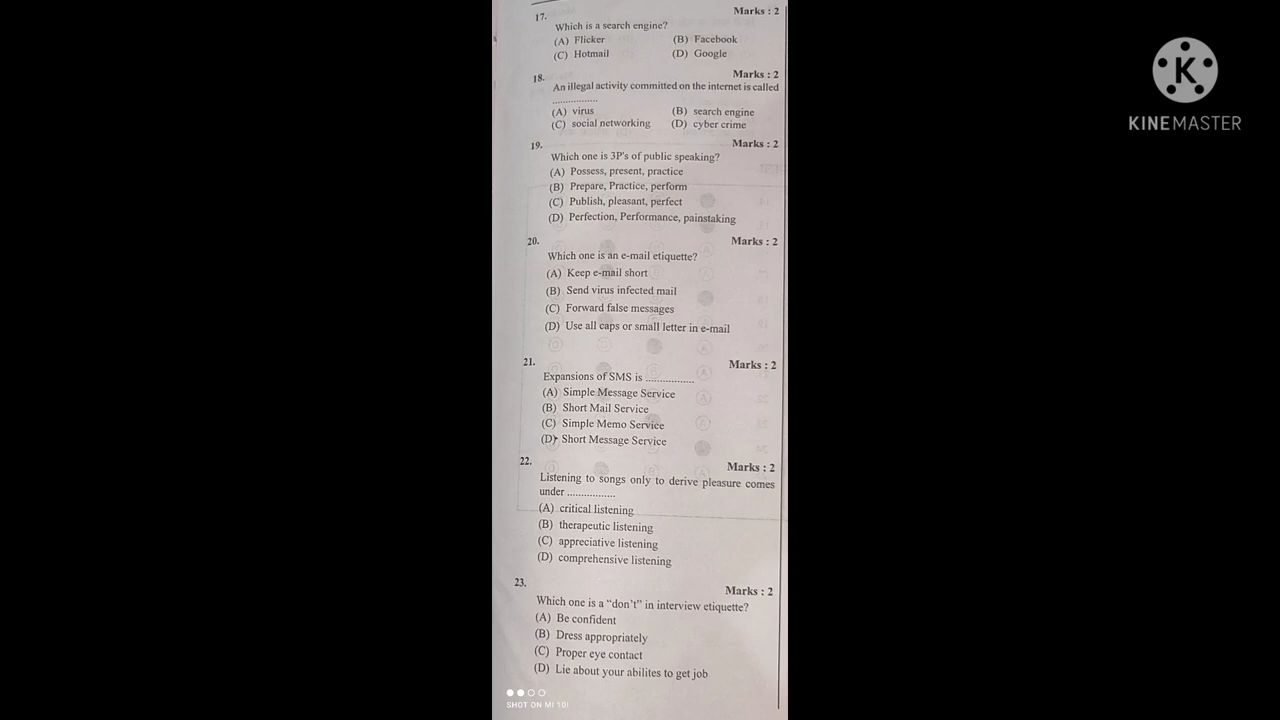 17.
Marks : 2
Which is a search engine?
(A) Flicker (B) Facebook
(C) Hotmail (D) Google
18.
Marks : 2
An illegal activity committed on the internet is called
................
(A) virus (B) search engine
(C) social networking (D) cyber crime
19.
Marks : 2
Which one is 3P's of public speaking?
(A) Possess, present, practice
(B) Prepare, Practice, perform
(C) Publish, pleasant, perfect
(D) Perfection, Performance, painstaking
20.
Marks : 2
Which one is an e-mail etiquette?
(A) Keep e-mail short
(B) Send virus infected mail
(C) Forward false messages
(D) Use all caps or small letter in e-mail
21.
Marks : 2
Expansions of SMS is ................
(A) Simple Message Service
(B) Short Mail Service
(C) Simple Memo Service
(D) Short Message Service
22.
Marks : 2
Listening to songs only to derive pleasure comes
under ................
(A) critical listening
(B) therapeutic listening
(C) appreciative listening
(D) comprehensive listening
23.
Marks : 2
Which one is a “don't” in interview etiquette?
(A) Be confident
(B) Dress appropriately
(C) Proper eye contact
(D) Lie about your abilites to get job
SHOT ON MI 10I
K
KINEMASTER